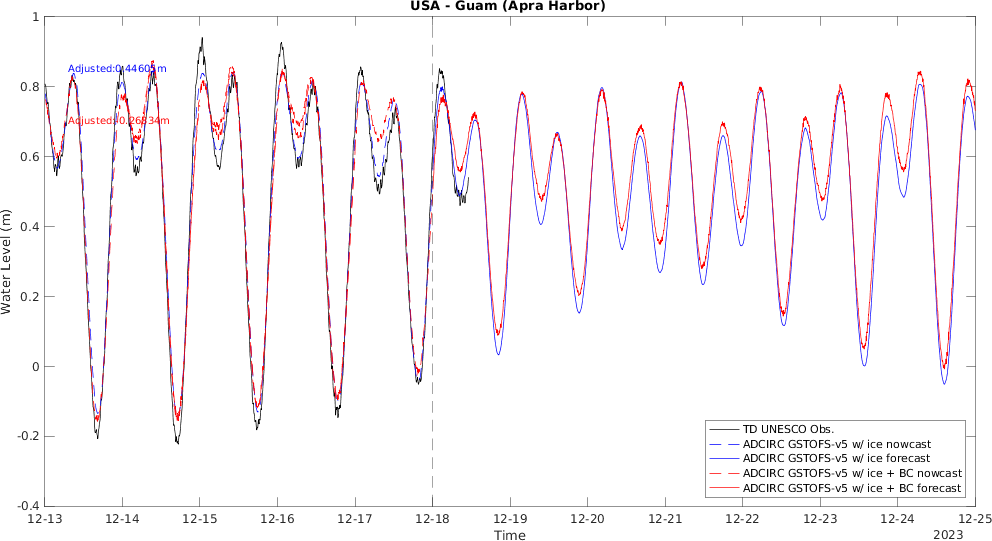 USA - Guam (Apra Harbor)
1
0.8
0.6
0.4
0.2
0
-0.2
-0.4
Water Level (m)
Adjusted:0.44605m
TD UNESCO Obs.
ADCIRC GSTOFS-v5 w/ ice nowcast
ADCIRC GSTOFS-v5 w/ ice forecast
ADCIRC GSTOFS-v5 w/ ice + BC nowcast
ADCIRC GSTOFS-v5 w/ ice + BC forecast
12-13 12-14 12-15 12-16 12-17 12-18 12-19 12-20 12-21 12-22 12-23 12-24 12-25
Time
2023